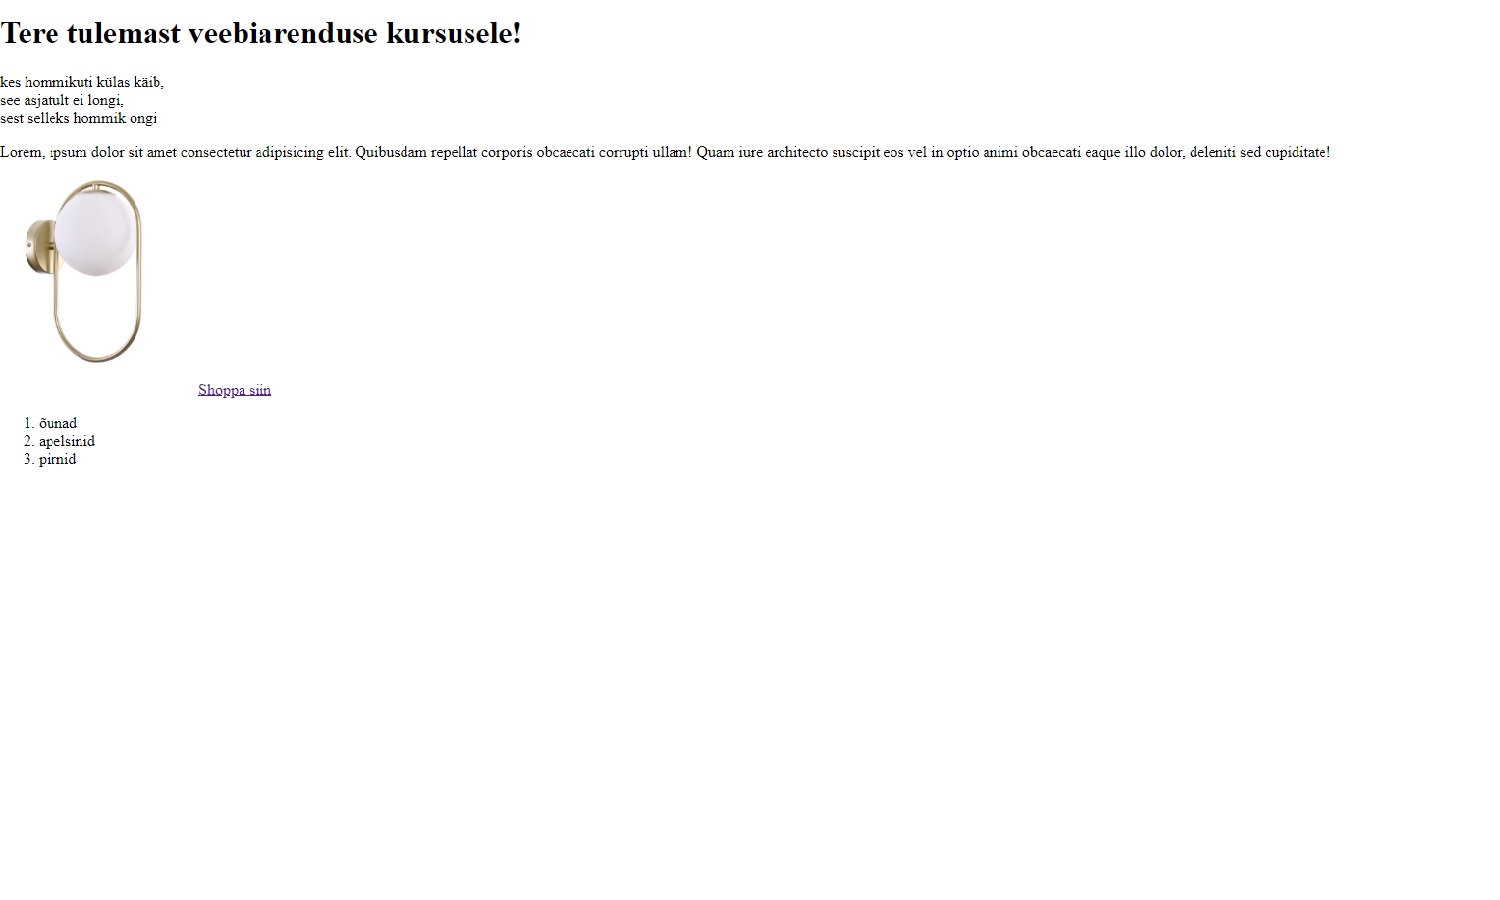 Tere tulemast veebiarenduse kursusele!
kes hommikuti külas käib,
see asjatult ei longi,
sest selleks hommik ongi
Lorem, ipsum dolor sit amet consectetur adipisicing elit. Quibusdam repellat corporis obcaecati corrupti ullam! Quam iure architecto suscipit eos vel in optio animi obcaecati eaque illo dolor, deleniti sed cupiditate!
Shoppa siin
1. õunad
2. apelsinid
3. pirnid